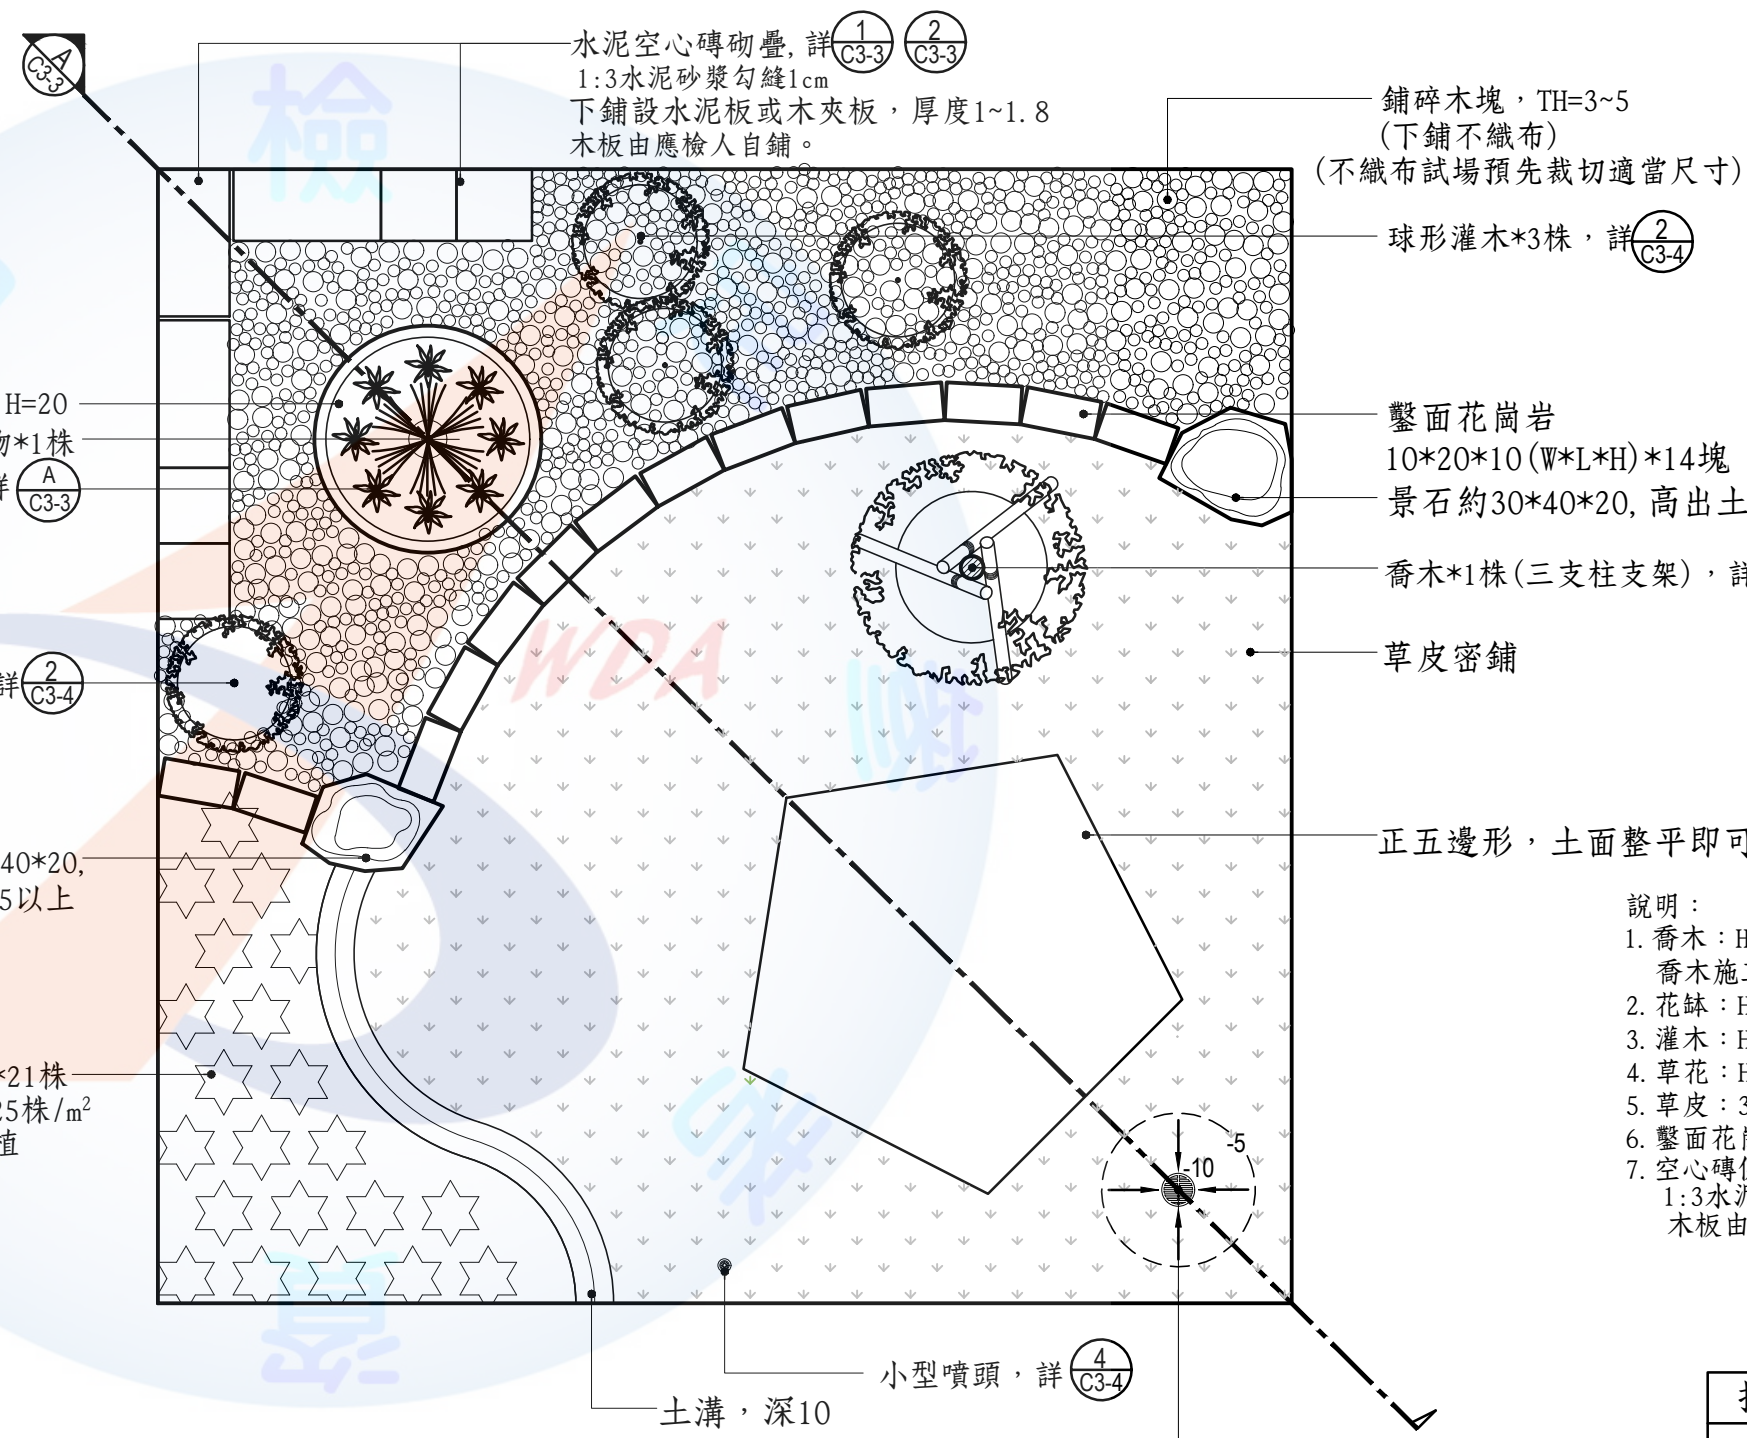 A
C3-3
水泥空心磚砌疊,詳 1/C3-3 2/C3-3
1:3水泥砂漿勾縫1cm
下鋪設水泥板或木夾板，厚度1~1.8
木板由應檢人自鋪。
鋪碎木塊，TH=3~5
(下鋪不織布)
(不織布試場預先裁切適當尺寸)
球形灌木*3株，詳 2/C3-4
H=20
物*1株
詳 A/C3-3
鑿面花崗岩
10*20*10(W*L*H)*14塊
景石約30*40*20,高出土
喬木*1株(三支柱支架)，詳
草皮密鋪
詳 2/C3-4
WDA
正五邊形，土面整平即可
40*20,
5以上
*21株
25株/m²
植
說明：
1.喬木：H
喬木施工
2.花缽：H
3.灌木：H
4.草花：H
5.草皮：3
6.鑿面花崗
7.空心磚
1:3水泥
木板由
-5
-10
小型噴頭，詳 4/C3-4
土溝，深10